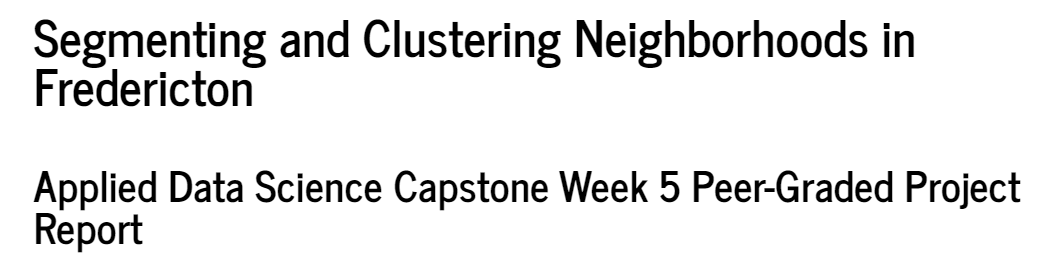 Segmenting and Clustering Neighborhoods in
Fredericton
Applied Data Science Capstone Week 5 Peer-Graded Project
Report